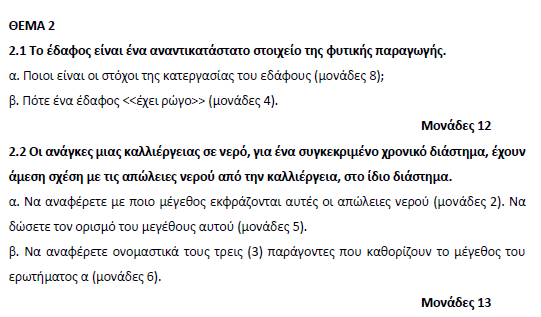 ΘΕΜΑ 2
2.1 Το έδαφος είναι ένα αναντικατάστατο στοιχείο της φυτικής παραγωγής.
α. Ποιοι είναι οι στόχοι της κατεργασίας του εδάφους (μονάδες 8);
β. Πότε ένα έδαφος <<έχει ρώγο>> (μονάδες 4).
Μονάδες 12
2.2 Οι ανάγκες μιας καλλιέργειας σε νερό, για ένα συγκεκριμένο χρονικό διάστημα, έχουν
άμεση σχέση με τις απώλειες νερού από την καλλιέργεια, στο ίδιο διάστημα.
α. Να αναφέρετε με ποιο μέγεθος εκφράζονται αυτές οι απώλειες νερού (μονάδες 2). Να
δώσετε τον ορισμό του μεγέθους αυτού (μονάδες 5).
β. Να αναφέρετε ονομαστικά τους τρεις (3) παράγοντες που καθορίζουν το μέγεθος του
ερωτήματος α (μονάδες 6).
Μονάδες 13